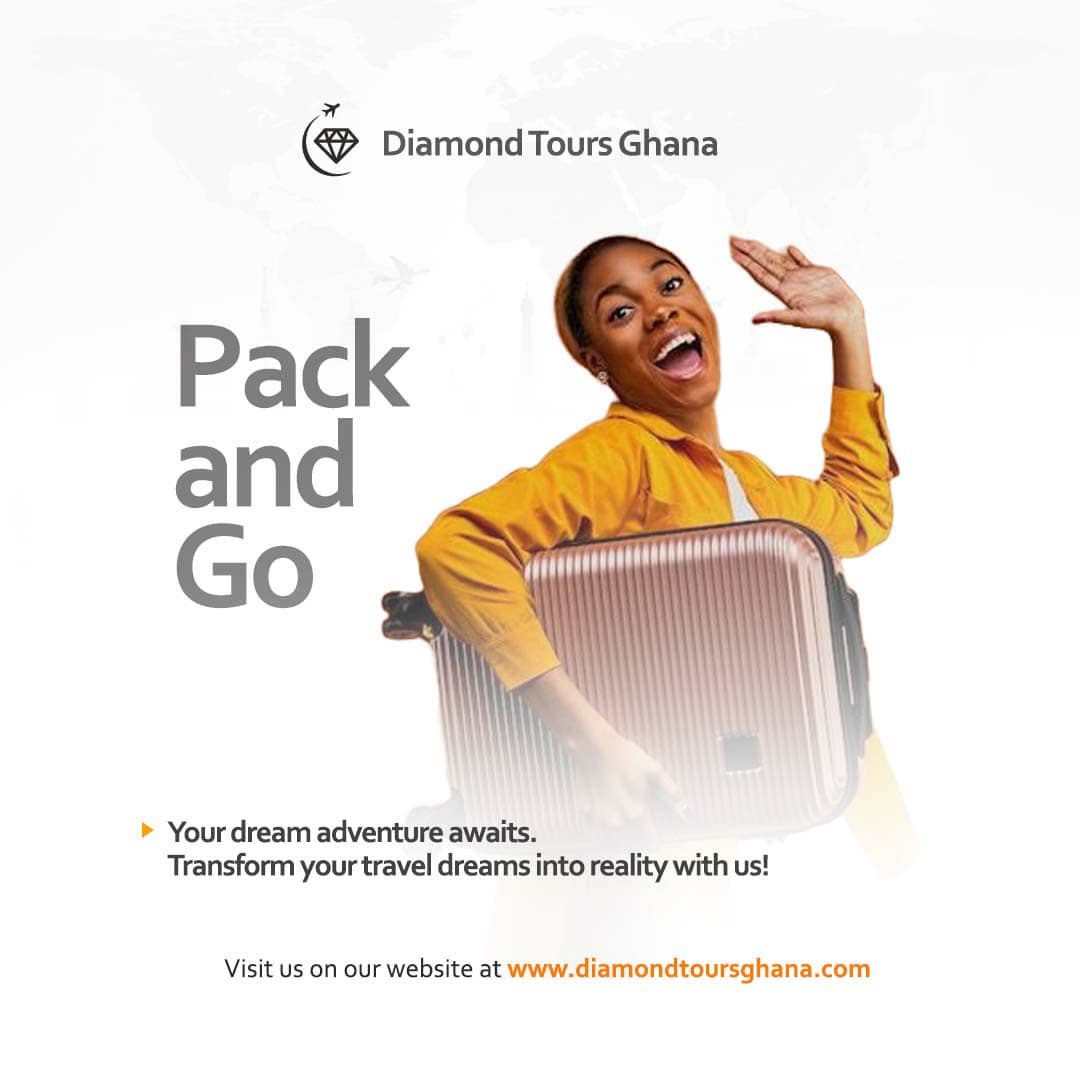 Diamond Tours Ghana
Pack
and
Go
Your dream adventure awaits.
Transform your travel dreams into reality with us!
Visit us on our website at www.diamondtoursghana.com